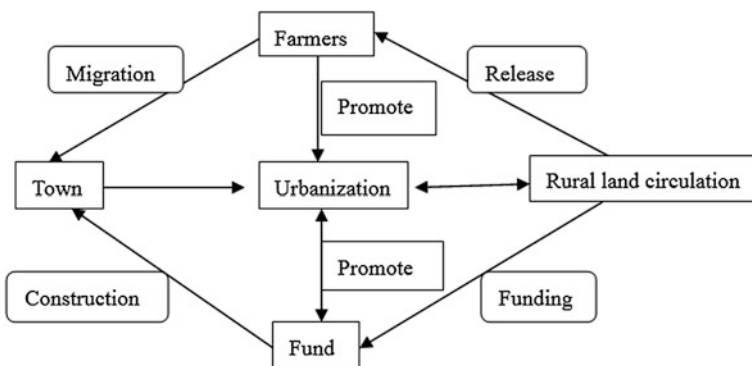 Farmers
Migration
Release
Promote
Town
Urbanization
Rural land circulation
Promote
Construction
Funding
Fund